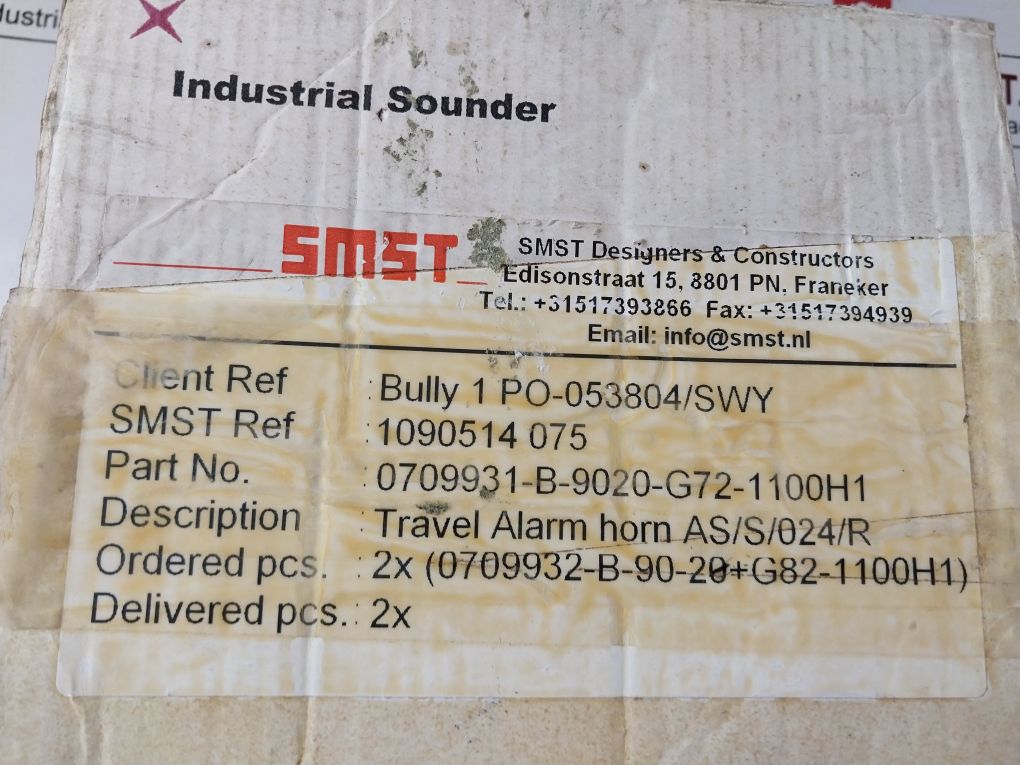 Industrial Sounder
SMST
SMST Designers & Constructors
Edisonstraat 15, 8801 PN, Franeker
Tel.: +31517393866 Fax: +31517394939
Email: info@smst.nl
Client Ref : Bully 1 PO-053804/SWY
SMST Ref : 1090514 075
Part No. : 0709931-B-9020-G72-1100H1
Description : Travel Alarm horn AS/S/024/R
Ordered pcs. : 2x (0709932-B-90-20+G82-1100H1)
Delivered pcs. : 2x